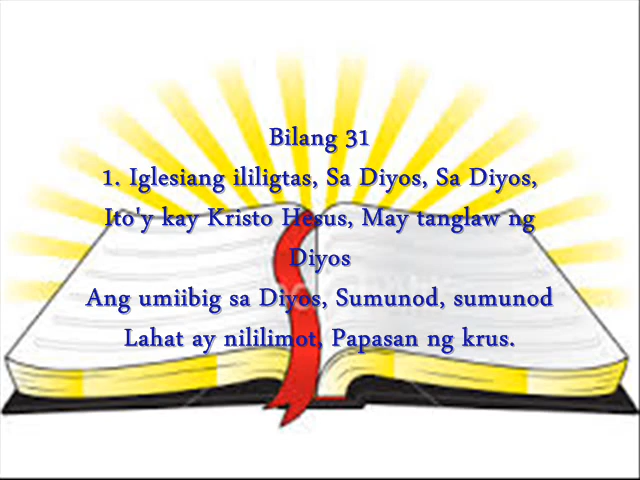 Bilang 31
1. Iglesiang ililigtas, Sa Diyos, Sa Diyos,
Ito'y kay Kristo Hesus, May tanglaw ng
Diyos
Ang umiibig sa Diyos, Sumunod, sumunod
Lahat ay nililimot, Papasan ng krus.